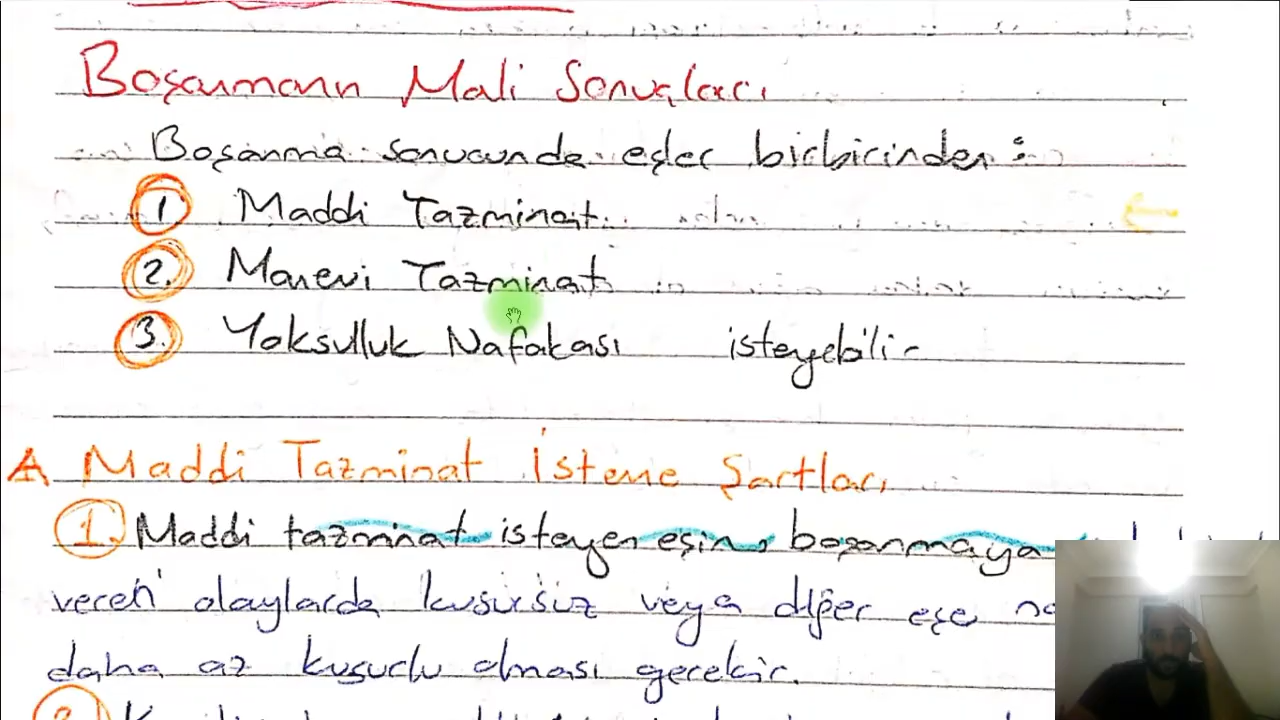 Boşanmanın Mali Sonuçları
Boşanma sonucunda eşler birbirinden :
1 Maddi Tazminat
2. Manevi Tazminat
3. Yoksulluk Nafakası isteyebilir
A Maddi Tazminat İsteme Şartları
1. Maddi tazminat isteyen eşin, boşanmaya
veren olaylarda kusursuz veya diğer eşe
daha az kusurlu olması gerekir.